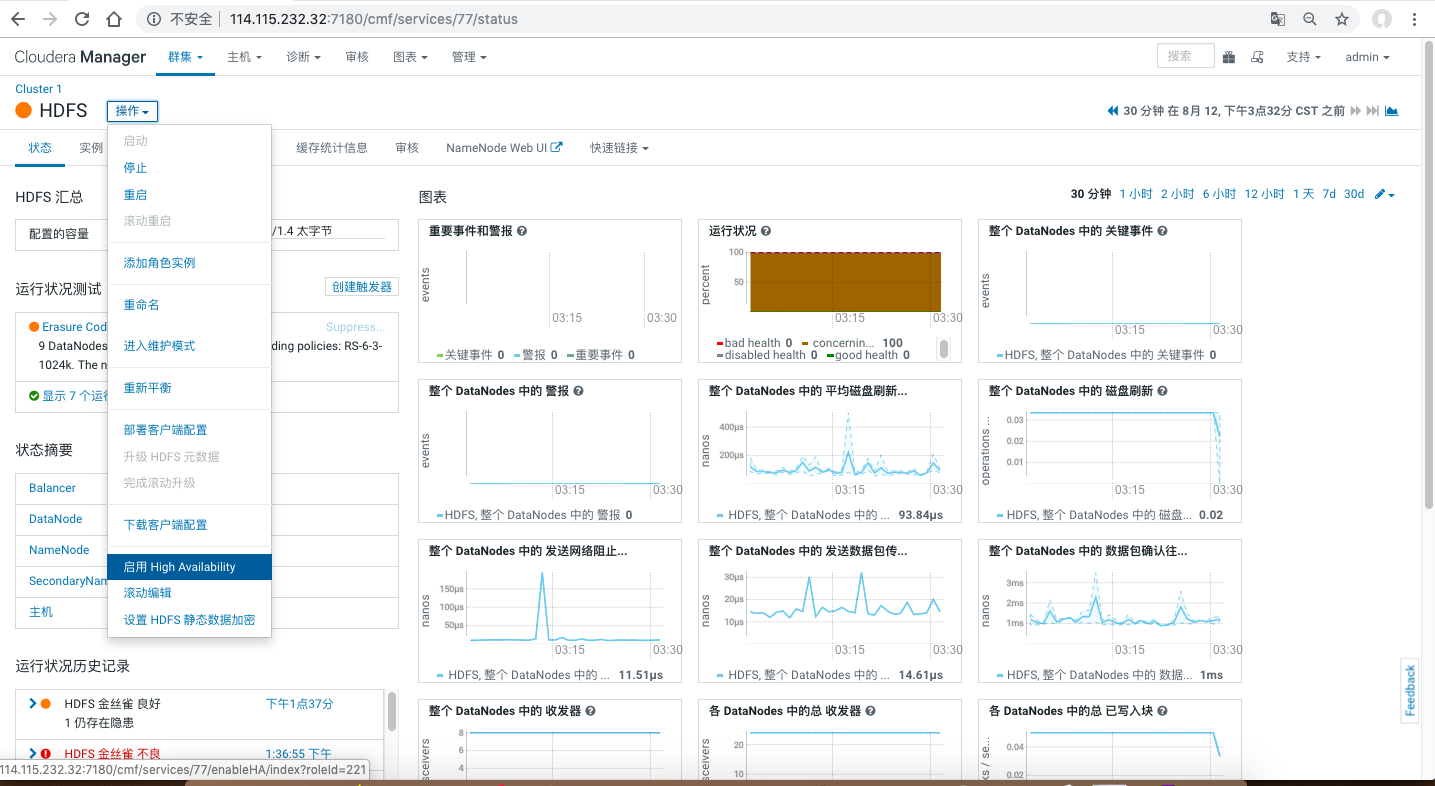 不安全 114.115.232.32:7180/cmf/services/77/status
Cloudera Manager 群集 主机 诊断 审核 图表 管理 搜索 支持 admin
Cluster 1
HDFS 操作 30 分钟 在 8月 12, 下午3点32分 CST 之前
状态 实例 缓存统计信息 审核 NameNode Web UI 快速链接
启动
停止
重启
滚动重启
添加角色实例
重命名
进入维护模式
重新平衡
部署客户端配置
升级 HDFS 元数据
完成滚动升级
下载客户端配置
启用 High Availability
滚动编辑
设置 HDFS 静态数据加密
HDFS 汇总
配置的容量 /1.4 太字节
运行状况测试 创建触发器
Erasure Cod Suppress...
9 DataNodes ding policies: RS-6-3-
1024k. The n
显示 7 个运行
状态摘要
Balancer
DataNode
NameNode
SecondaryNam
主机
运行状况历史记录
HDFS 金丝雀 良好 下午1点37分
1 仍存在隐患
HDFS 金丝雀 不良 1:36:55 下午
114.115.232.32:7180/cmf/services/77/enableHA/index?roleId=221
图表 30 分钟 1 小时 2 小时 6 小时 12 小时 1 天 7d 30d
重要事件和警报
events
03:15 03:30
关键事件 0 警报 0 重要事件 0
运行状况
percent
100
50
03:15 03:30
bad health 0 concernin... 100
disabled health 0 good health 0
整个 DataNodes 中的 关键事件
events
03:15 03:30
HDFS, 整个 DataNodes 中的 关键事件 0
整个 DataNodes 中的 警报
events
03:15 03:30
HDFS, 整个 DataNodes 中的 警报 0
整个 DataNodes 中的 平均磁盘刷新...
nanos
400μs
200μs
03:15 03:30
HDFS, 整个 DataNodes 中的 ... 93.84μs
整个 DataNodes 中的 磁盘刷新
operations ...
0.03
0.02
0.01
03:15 03:30
HDFS, 整个 DataNodes 中的 磁盘... 0.02
整个 DataNodes 中的 发送网络阻止...
nanos
150μs
100μs
50μs
03:15 03:30
HDFS, 整个 DataNodes 中的 ... 11.51μs
整个 DataNodes 中的 发送数据包传...
nanos
30μs
20μs
10μs
03:15 03:30
HDFS, 整个 DataNodes 中的 ... 14.61μs
整个 DataNodes 中的 数据包确认往...
nanos
3ms
2ms
1ms
03:15 03:30
HDFS, 整个 DataNodes 中的 数据... 1ms
整个 DataNodes 中的 收发器
sceivers
8
6
4
各 DataNodes 中的总 收发器
sceivers
20
10
各 DataNodes 中的总 已写入块
ks / se...
0.04
0.02
Feedback